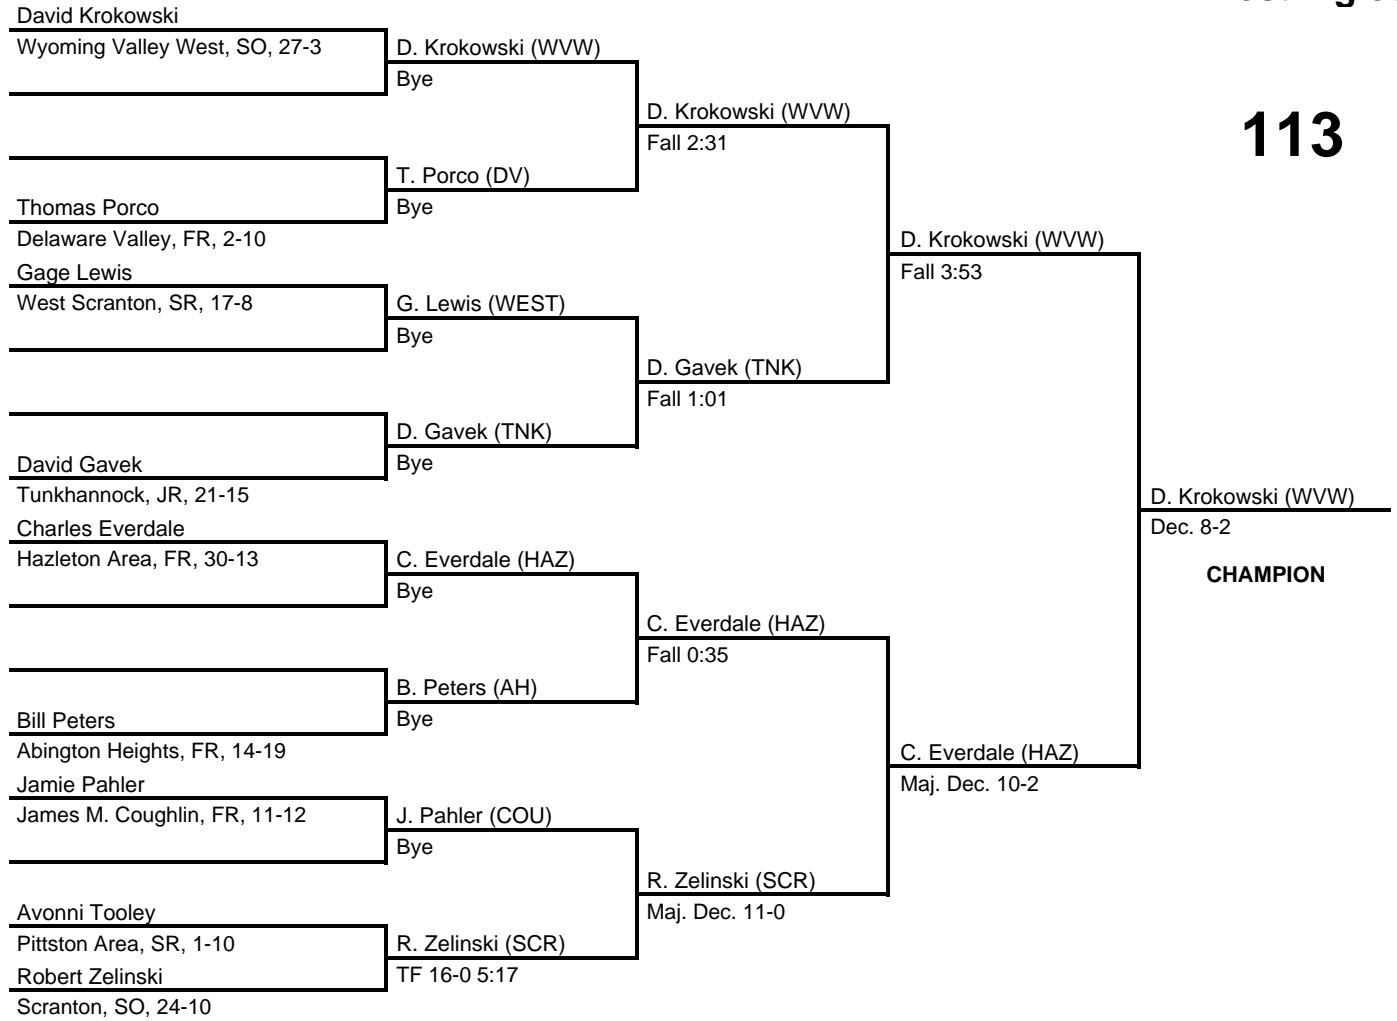 David Krokowski
Wyoming Valley West, SO, 27-3
D. Krokowski (WVW)
Bye
D. Krokowski (WVW)
Fall 2:31
113
T. Porco (DV)
Bye
Thomas Porco
Delaware Valley, FR, 2-10
D. Krokowski (WVW)
Fall 3:53
Gage Lewis
West Scranton, SR, 17-8
G. Lewis (WEST)
Bye
D. Gavek (TNK)
Fall 1:01
D. Gavek (TNK)
Bye
David Gavek
Tunkhannock, JR, 21-15
D. Krokowski (WVW)
Dec. 8-2
CHAMPION
Charles Everdale
Hazleton Area, FR, 30-13
C. Everdale (HAZ)
Bye
C. Everdale (HAZ)
Fall 0:35
B. Peters (AH)
Bye
Bill Peters
Abington Heights, FR, 14-19
C. Everdale (HAZ)
Maj. Dec. 10-2
Jamie Pahler
James M. Coughlin, FR, 11-12
J. Pahler (COU)
Bye
R. Zelinski (SCR)
Maj. Dec. 11-0
Avonni Tooley
Pittston Area, SR, 1-10
R. Zelinski (SCR)
TF 16-0 5:17
Robert Zelinski
Scranton, SO, 24-10